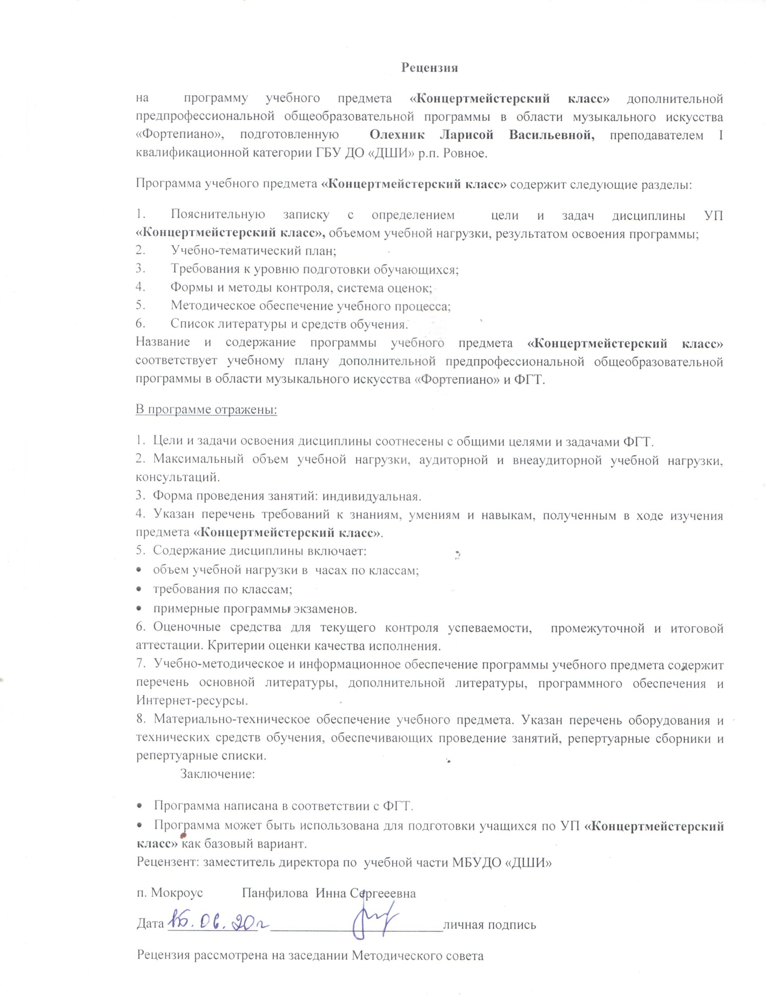 Рецензия
на программу учебного предмета «Концертмейстерский класс» дополнительной
предпрофессиональной общеобразовательной программы в области музыкального искусства
«Фортепиано», подготовленную Олехник Ларисой Васильевной, преподавателем I
квалификационной категории ГБУ ДО «ДШИ» р.п. Ровное.
Программа учебного предмета «Концертмейстерский класс» содержит следующие разделы:
1. Пояснительную записку с определением цели и задач дисциплины УП
«Концертмейстерский класс», объемом учебной нагрузки, результатом освоения программы;
2. Учебно-тематический план;
3. Требования к уровню подготовки обучающихся;
4. Формы и методы контроля, система оценок;
5. Методическое обеспечение учебного процесса;
6. Список литературы и средств обучения.
Название и содержание программы учебного предмета «Концертмейстерский класс»
соответствует учебному плану дополнительной предпрофессиональной общеобразовательной
программы в области музыкального искусства «Фортепиано» и ФГТ.
В программе отражены:
1. Цели и задачи освоения дисциплины соотнесены с общими целями и задачами ФГТ.
2. Максимальный объем учебной нагрузки, аудиторной и внеаудиторной учебной нагрузки,
консультаций.
3. Форма проведения занятий: индивидуальная.
4. Указан перечень требований к знаниям, умениям и навыкам, полученным в ходе изучения
предмета «Концертмейстерский класс».
5. Содержание дисциплины включает:
• объем учебной нагрузки в часах по классам;
• требования по классам;
• примерные программы экзаменов.
6. Оценочные средства для текущего контроля успеваемости, промежуточной и итоговой
аттестации. Критерии оценки качества исполнения.
7. Учебно-методическое и информационное обеспечение программы учебного предмета содержит
перечень основной литературы, дополнительной литературы, программного обеспечения и
Интернет-ресурсы.
8. Материально-техническое обеспечение учебного предмета. Указан перечень оборудования и
технических средств обучения, обеспечивающих проведение занятий, репертуарные сборники и
репертуарные списки.
Заключение:
• Программа написана в соответствии с ФГТ.
• Программа может быть использована для подготовки учащихся по УП «Концертмейстерский
класс» как базовый вариант.
Рецензент: заместитель директора по учебной части МБУДО «ДШИ»
п. Мокроус Панфилова Инна Сергееевна
Дата 06.20г личная подпись
Рецензия рассмотрена на заседании Методического совета